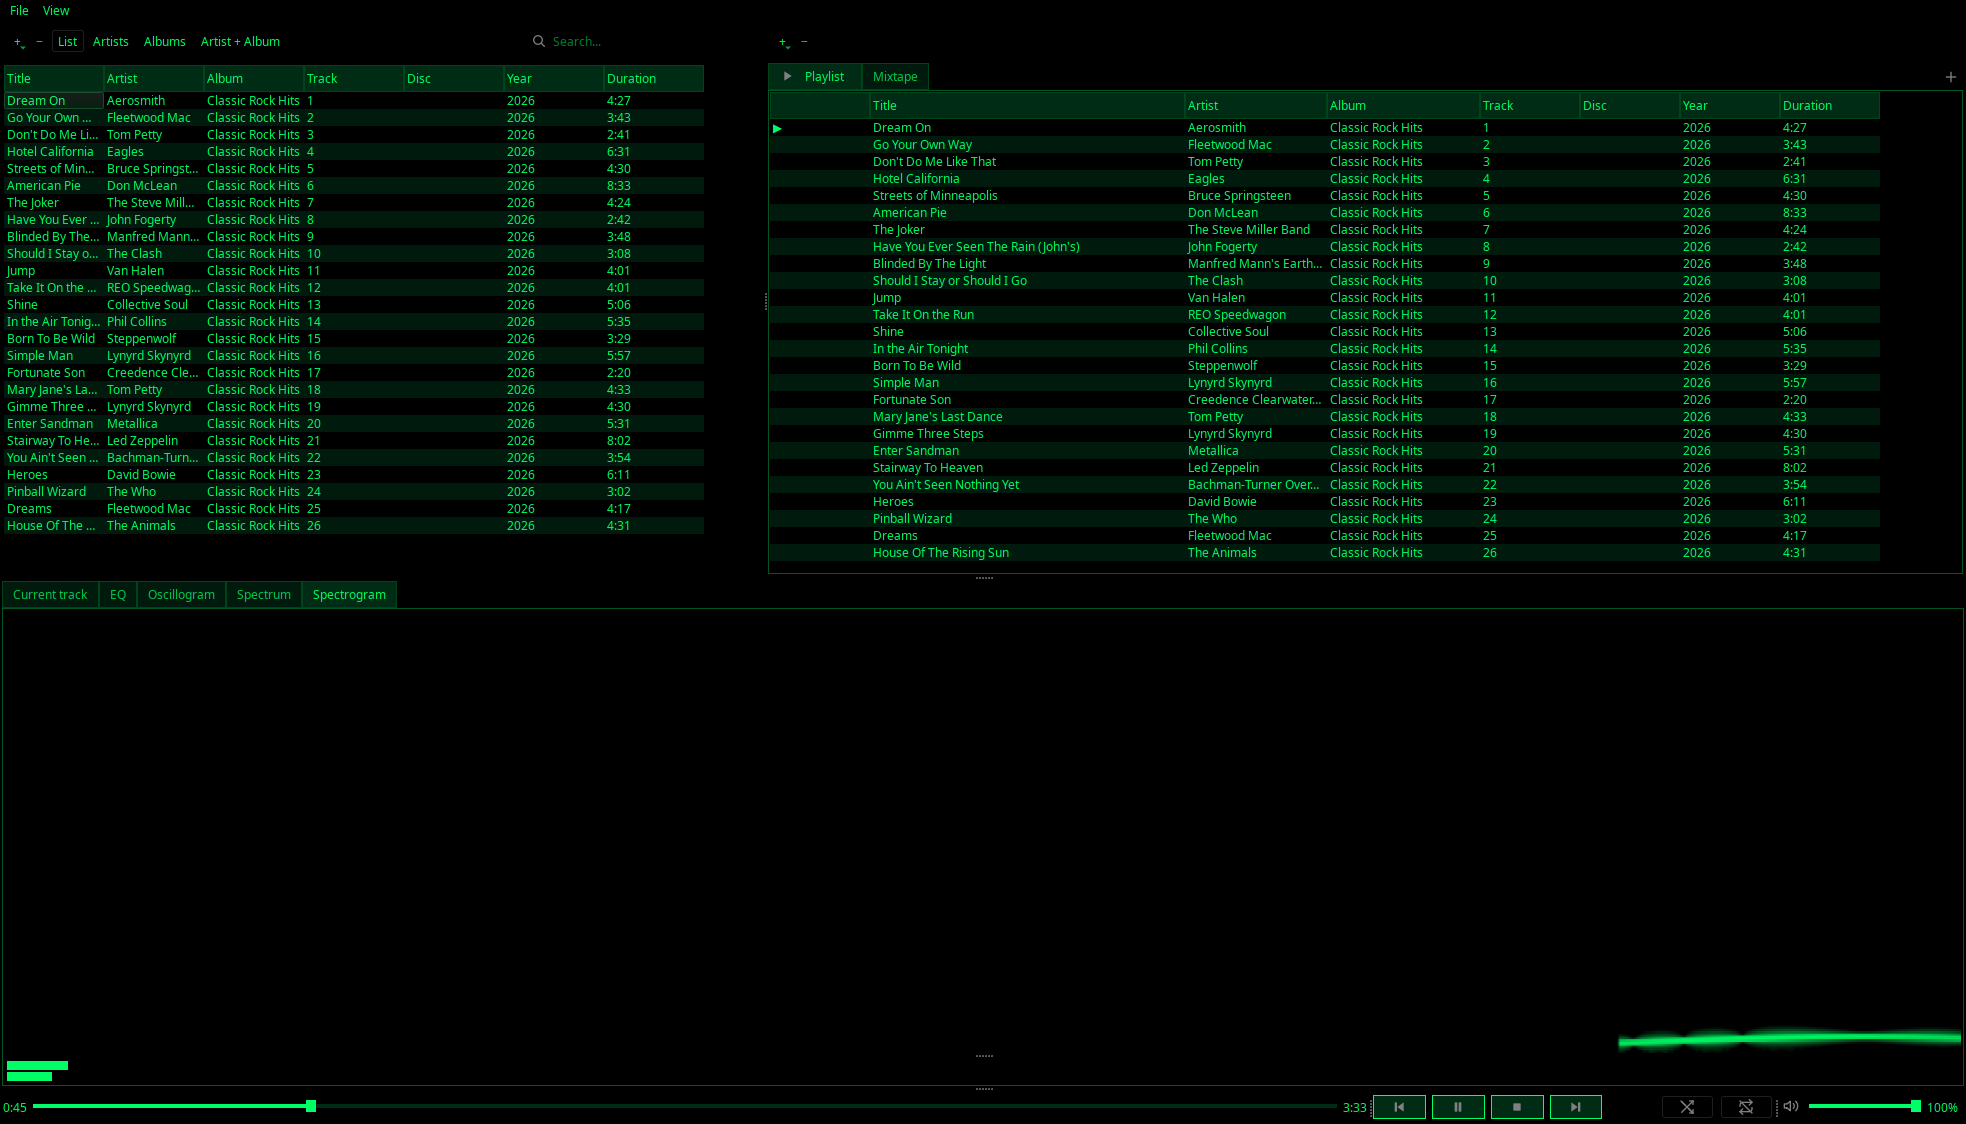 File View
+ − List Artists Albums Artist + Album Search...
Title Artist Album Track Disc Year Duration
Dream On Aerosmith Classic Rock Hits 1 2026 4:27
Go Your Own ... Fleetwood Mac Classic Rock Hits 2 2026 3:43
Don't Do Me Li... Tom Petty Classic Rock Hits 3 2026 2:41
Hotel California Eagles Classic Rock Hits 4 2026 6:31
Streets of Min... Bruce Springst... Classic Rock Hits 5 2026 4:30
American Pie Don McLean Classic Rock Hits 6 2026 8:33
The Joker The Steve Mill... Classic Rock Hits 7 2026 4:24
Have You Ever ... John Fogerty Classic Rock Hits 8 2026 2:42
Blinded By The... Manfred Mann... Classic Rock Hits 9 2026 3:48
Should I Stay o... The Clash Classic Rock Hits 10 2026 3:08
Jump Van Halen Classic Rock Hits 11 2026 4:01
Take It On the ... REO Speedwag... Classic Rock Hits 12 2026 4:01
Shine Collective Soul Classic Rock Hits 13 2026 5:06
In the Air Tonig... Phil Collins Classic Rock Hits 14 2026 5:35
Born To Be Wild Steppenwolf Classic Rock Hits 15 2026 3:29
Simple Man Lynyrd Skynyrd Classic Rock Hits 16 2026 5:57
Fortunate Son Creedence Cle... Classic Rock Hits 17 2026 2:20
Mary Jane's La... Tom Petty Classic Rock Hits 18 2026 4:33
Gimme Three ... Lynyrd Skynyrd Classic Rock Hits 19 2026 4:30
Enter Sandman Metallica Classic Rock Hits 20 2026 5:31
Stairway To He... Led Zeppelin Classic Rock Hits 21 2026 8:02
You Ain't Seen ... Bachman-Turn... Classic Rock Hits 22 2026 3:54
Heroes David Bowie Classic Rock Hits 23 2026 6:11
Pinball Wizard The Who Classic Rock Hits 24 2026 3:02
Dreams Fleetwood Mac Classic Rock Hits 25 2026 4:17
House Of The ... The Animals Classic Rock Hits 26 2026 4:31
+ −
Playlist Mixtape +
Title Artist Album Track Disc Year Duration
Dream On Aerosmith Classic Rock Hits 1 2026 4:27
Go Your Own Way Fleetwood Mac Classic Rock Hits 2 2026 3:43
Don't Do Me Like That Tom Petty Classic Rock Hits 3 2026 2:41
Hotel California Eagles Classic Rock Hits 4 2026 6:31
Streets of Minneapolis Bruce Springsteen Classic Rock Hits 5 2026 4:30
American Pie Don McLean Classic Rock Hits 6 2026 8:33
The Joker The Steve Miller Band Classic Rock Hits 7 2026 4:24
Have You Ever Seen The Rain (John's) John Fogerty Classic Rock Hits 8 2026 2:42
Blinded By The Light Manfred Mann's Earth... Classic Rock Hits 9 2026 3:48
Should I Stay or Should I Go The Clash Classic Rock Hits 10 2026 3:08
Jump Van Halen Classic Rock Hits 11 2026 4:01
Take It On the Run REO Speedwagon Classic Rock Hits 12 2026 4:01
Shine Collective Soul Classic Rock Hits 13 2026 5:06
In the Air Tonight Phil Collins Classic Rock Hits 14 2026 5:35
Born To Be Wild Steppenwolf Classic Rock Hits 15 2026 3:29
Simple Man Lynyrd Skynyrd Classic Rock Hits 16 2026 5:57
Fortunate Son Creedence Clearwater... Classic Rock Hits 17 2026 2:20
Mary Jane's Last Dance Tom Petty Classic Rock Hits 18 2026 4:33
Gimme Three Steps Lynyrd Skynyrd Classic Rock Hits 19 2026 4:30
Enter Sandman Metallica Classic Rock Hits 20 2026 5:31
Stairway To Heaven Led Zeppelin Classic Rock Hits 21 2026 8:02
You Ain't Seen Nothing Yet Bachman-Turner Over... Classic Rock Hits 22 2026 3:54
Heroes David Bowie Classic Rock Hits 23 2026 6:11
Pinball Wizard The Who Classic Rock Hits 24 2026 3:02
Dreams Fleetwood Mac Classic Rock Hits 25 2026 4:17
House Of The Rising Sun The Animals Classic Rock Hits 26 2026 4:31
Current track EQ Oscillogram Spectrum Spectrogram
0:45 3:33 100%